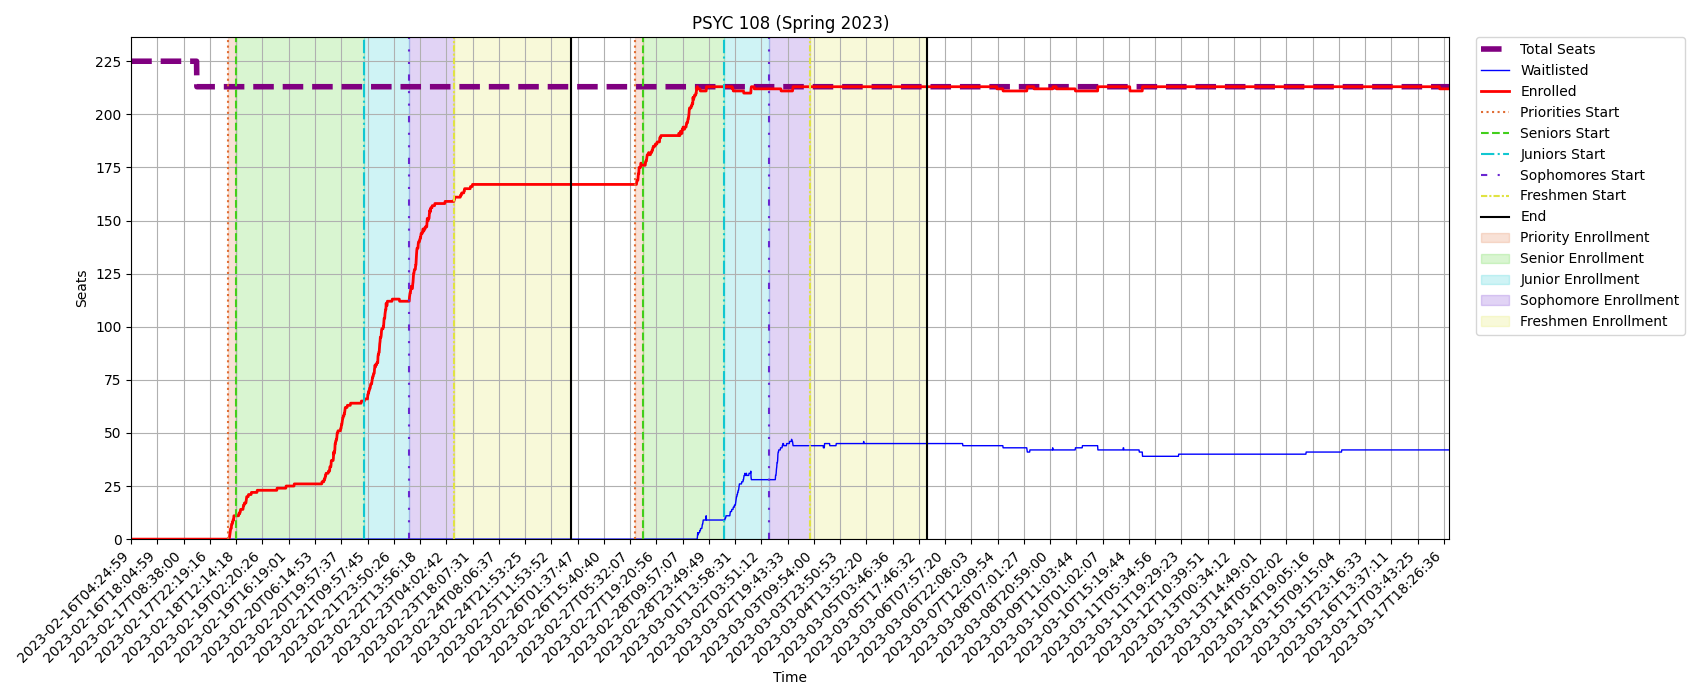 PSYC 108 (Spring 2023)
Seats
225
200
175
150
125
100
75
50
25
0
2023-02-16T04:24:59
2023-02-16T18:04:59
2023-02-17T08:38:00
2023-02-17T22:19:16
2023-02-18T12:14:18
2023-02-19T02:20:26
2023-02-19T16:19:01
2023-02-20T06:14:53
2023-02-20T19:57:37
2023-02-21T09:57:45
2023-02-21T23:50:26
2023-02-22T13:56:18
2023-02-23T04:02:42
2023-02-23T18:07:31
2023-02-24T08:06:37
2023-02-24T21:53:25
2023-02-25T11:53:52
2023-02-26T01:37:47
2023-02-26T15:40:40
2023-02-27T05:32:07
2023-02-27T19:20:56
2023-02-28T09:57:07
2023-02-28T23:49:49
2023-03-01T13:58:31
2023-03-02T03:51:12
2023-03-02T19:43:33
2023-03-03T09:54:00
2023-03-03T23:50:53
2023-03-04T13:52:20
2023-03-05T03:46:36
2023-03-05T17:46:32
2023-03-06T07:57:20
2023-03-06T22:08:03
2023-03-07T12:09:54
2023-03-08T07:01:27
2023-03-08T20:59:00
2023-03-09T11:03:44
2023-03-10T01:02:07
2023-03-10T15:19:44
2023-03-11T05:34:56
2023-03-11T19:29:23
2023-03-12T10:39:51
2023-03-13T00:34:12
2023-03-13T14:49:01
2023-03-14T05:02:02
2023-03-14T19:05:16
2023-03-15T09:15:04
2023-03-15T23:16:33
2023-03-16T13:37:11
2023-03-17T03:43:25
2023-03-17T18:26:36
Time
Total Seats
Waitlisted
Enrolled
Priorities Start
Seniors Start
Juniors Start
Sophomores Start
Freshmen Start
End
Priority Enrollment
Senior Enrollment
Junior Enrollment
Sophomore Enrollment
Freshmen Enrollment